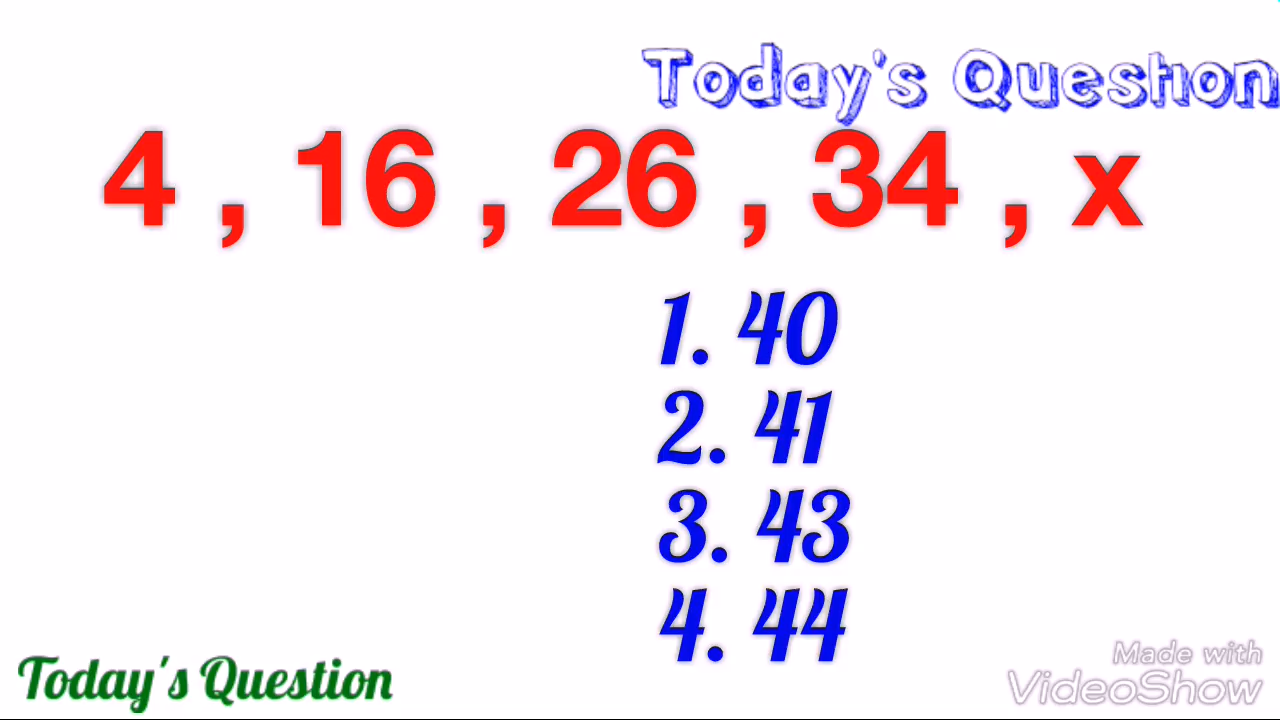 Today's Question
4 , 16 , 26 , 34 , x
1. 40
2. 41
3. 43
4. 44
Today's Question
Made with
VideoShow